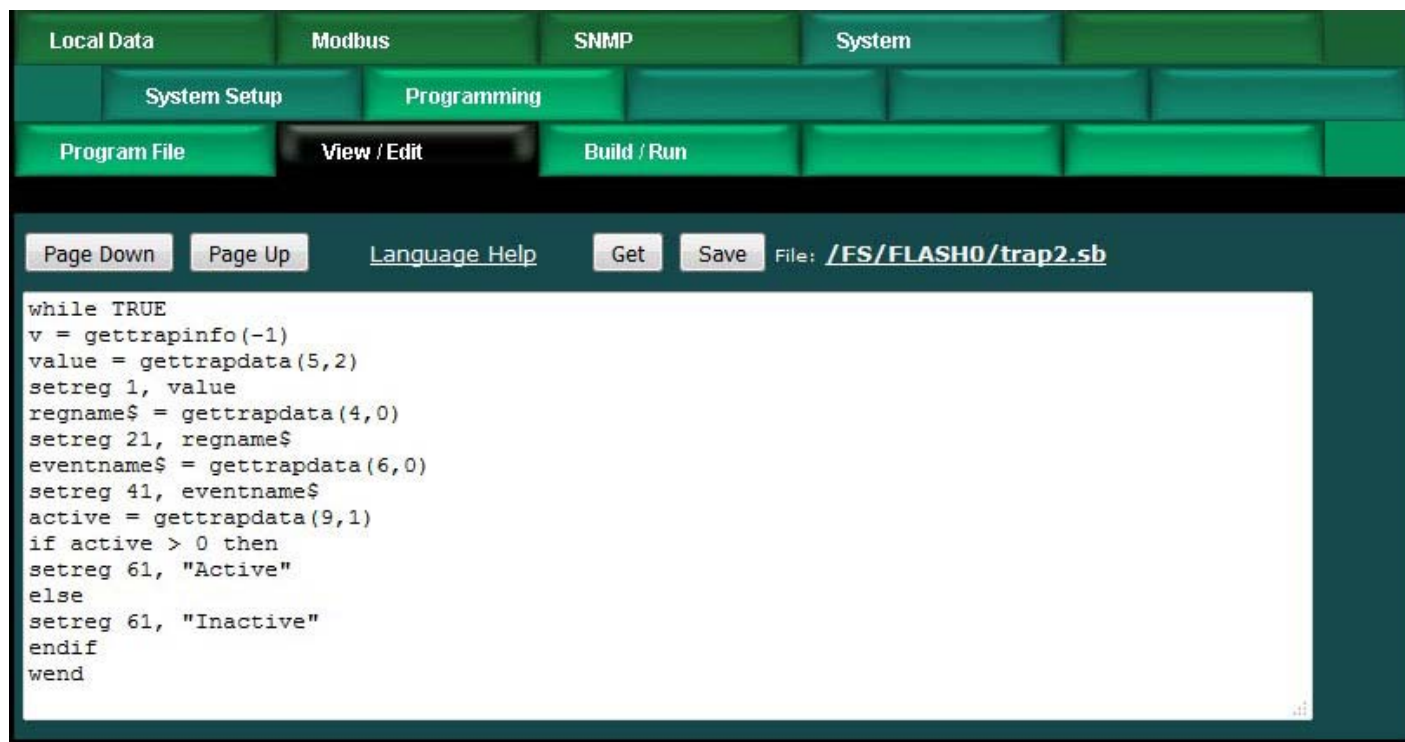 Local Data Modbus SNMP System
System Setup Programming
Program File View / Edit Build / Run
Page Down Page Up Language Help Get Save File: /FS/FLASH0/trap2.sb
while TRUE
v = gettrapinfo(-1)
value = gettrapdata(5,2)
setreg 1, value
regname$ = gettrapdata(4,0)
setreg 21, regname$
eventname$ = gettrapdata(6,0)
setreg 41, eventname$
active = gettrapdata(9,1)
if active > 0 then
setreg 61, "Active"
else
setreg 61, "Inactive"
endif
wend